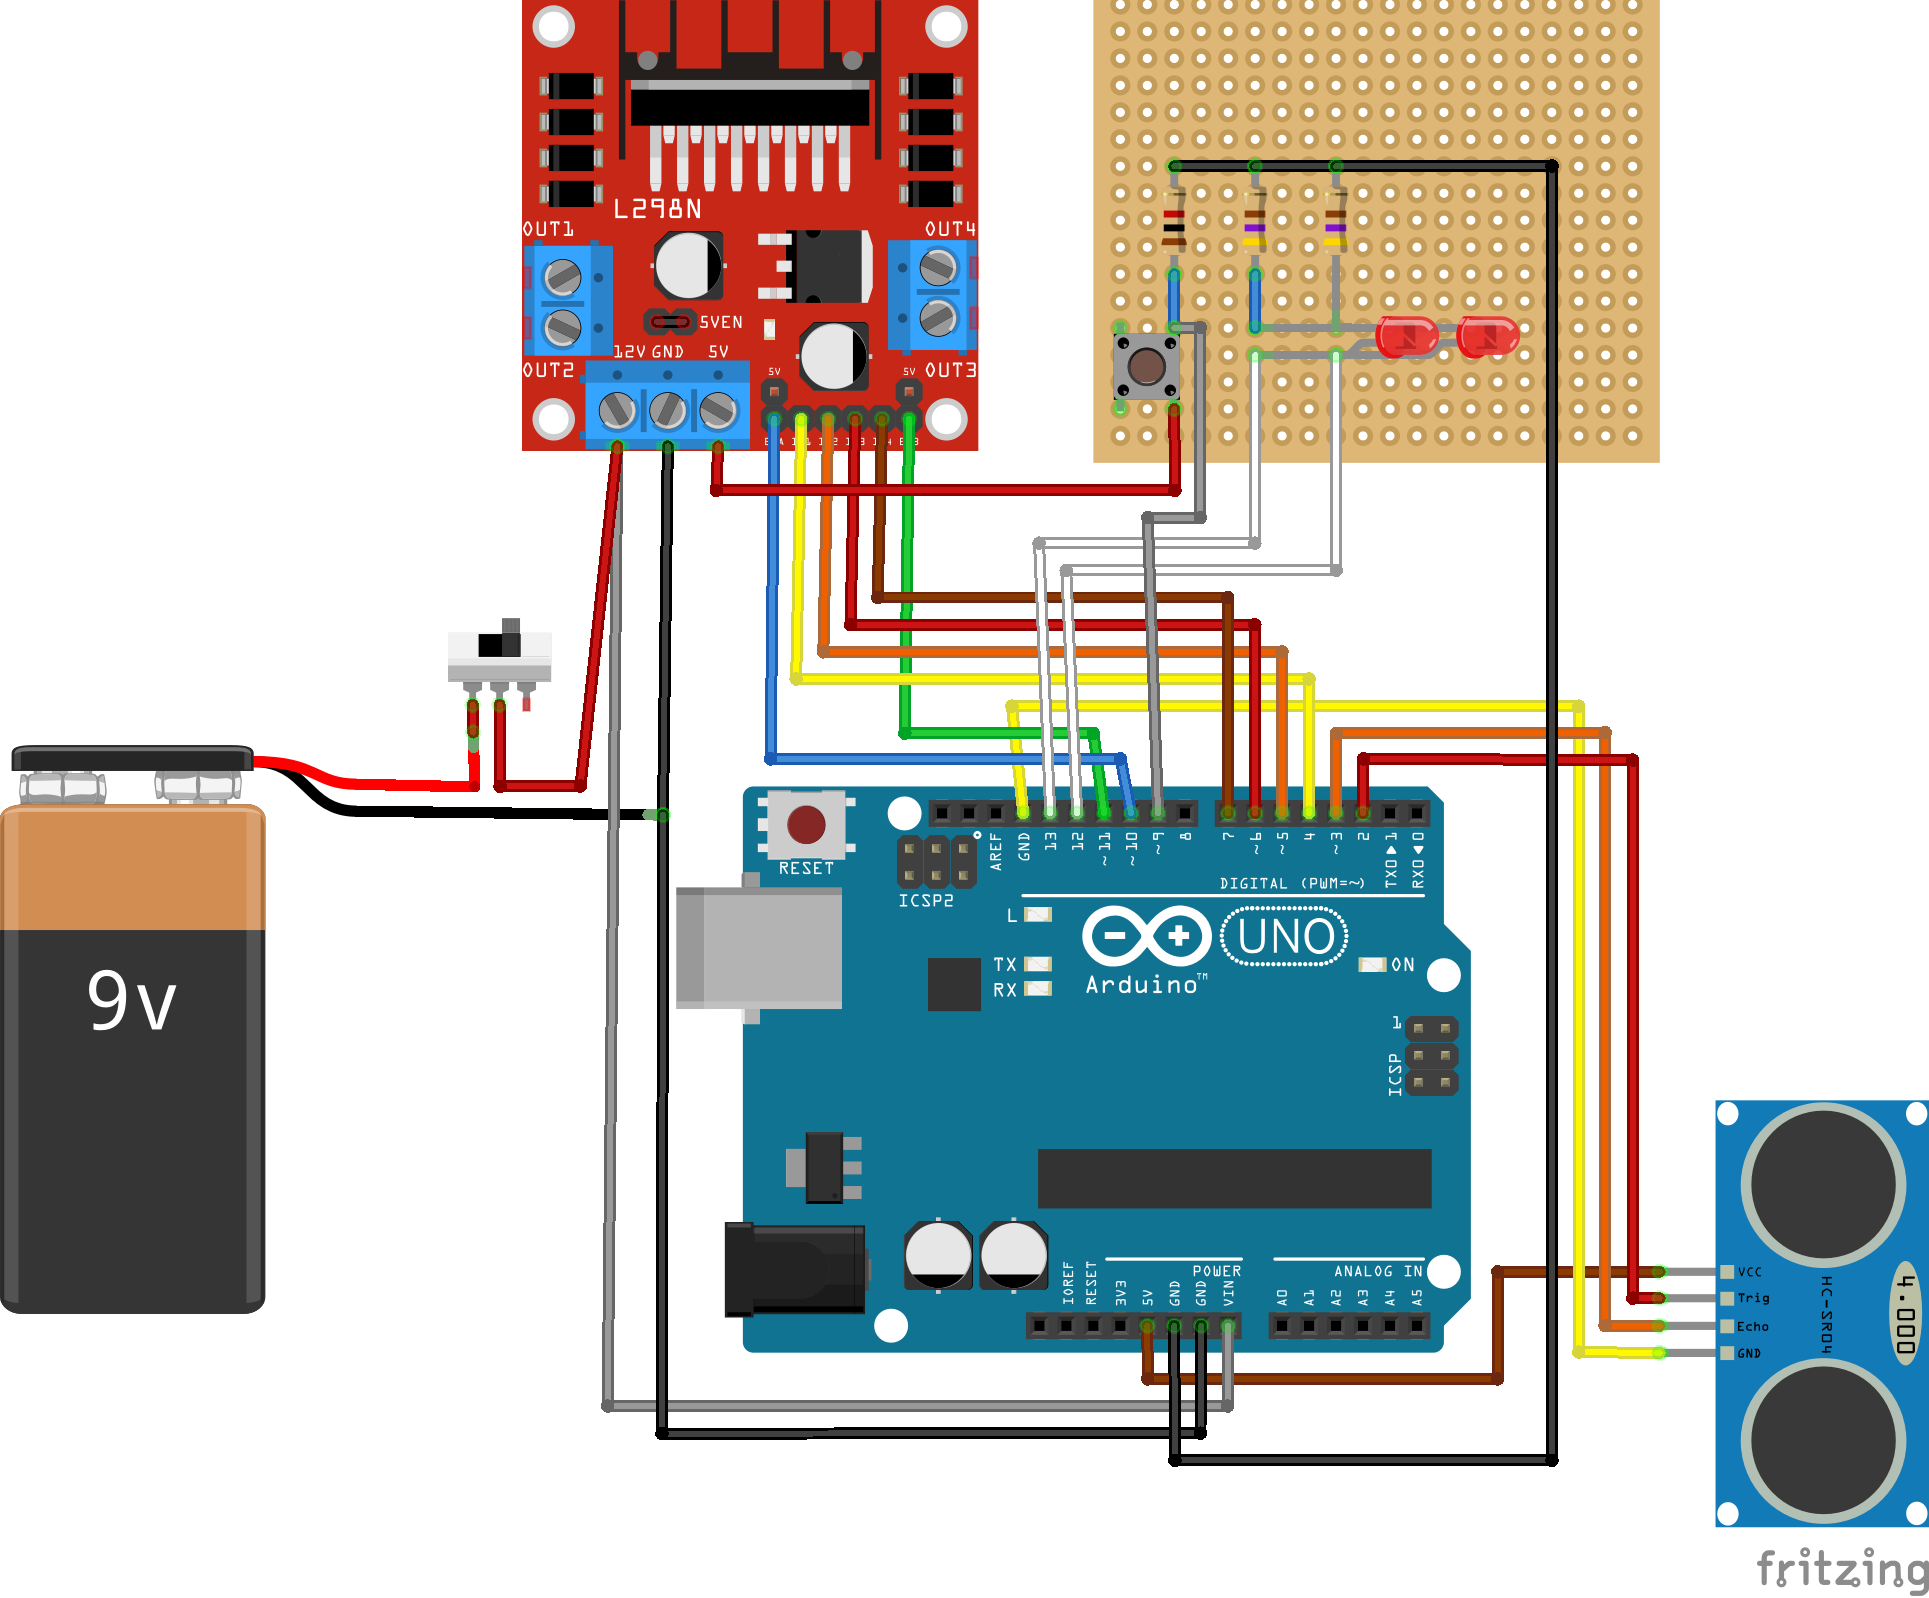 L298N
OUT1
OUT4
5VEN
12V GND 5V
5V
5V
OUT2
OUT3
RESET
ICSP2
AREF
GND
13
12
~11
~10
~9
8
7
~6
~5
4
~3
2
TX0▶1
RX0◀0
DIGITAL (PWM=~)
L
TX
RX
UNO
Arduino™
ON
1
ICSP
9v
POWER
ANALOG IN
IOREF
RESET
3V3
5V
GND
GND
VIN
A0
A1
A2
A3
A4
A5
VCC
Trig
Echo
GND
HC-SR04
4.000
fritzing